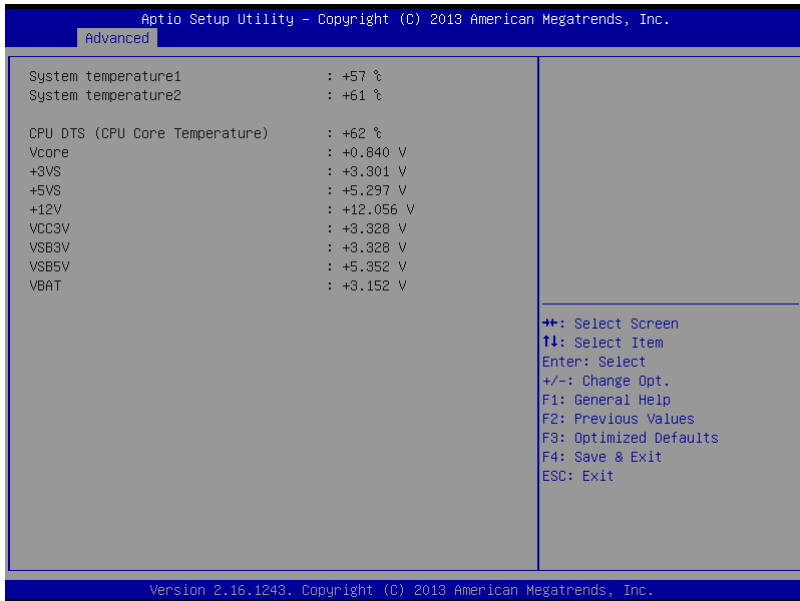 Aptio Setup Utility – Copyright (C) 2013 American Megatrends, Inc.
Advanced
System temperature1 : +57 ℃
System temperature2 : +61 ℃
CPU DTS (CPU Core Temperature) : +62 ℃
Vcore : +0.840 V
+3VS : +3.301 V
+5VS : +5.297 V
+12V : +12.056 V
VCC3V : +3.328 V
VSB3V : +3.328 V
VSB5V : +5.352 V
VBAT : +3.152 V
→←: Select Screen
↑↓: Select Item
Enter: Select
+/-: Change Opt.
F1: General Help
F2: Previous Values
F3: Optimized Defaults
F4: Save & Exit
ESC: Exit
Version 2.16.1243. Copyright (C) 2013 American Megatrends, Inc.